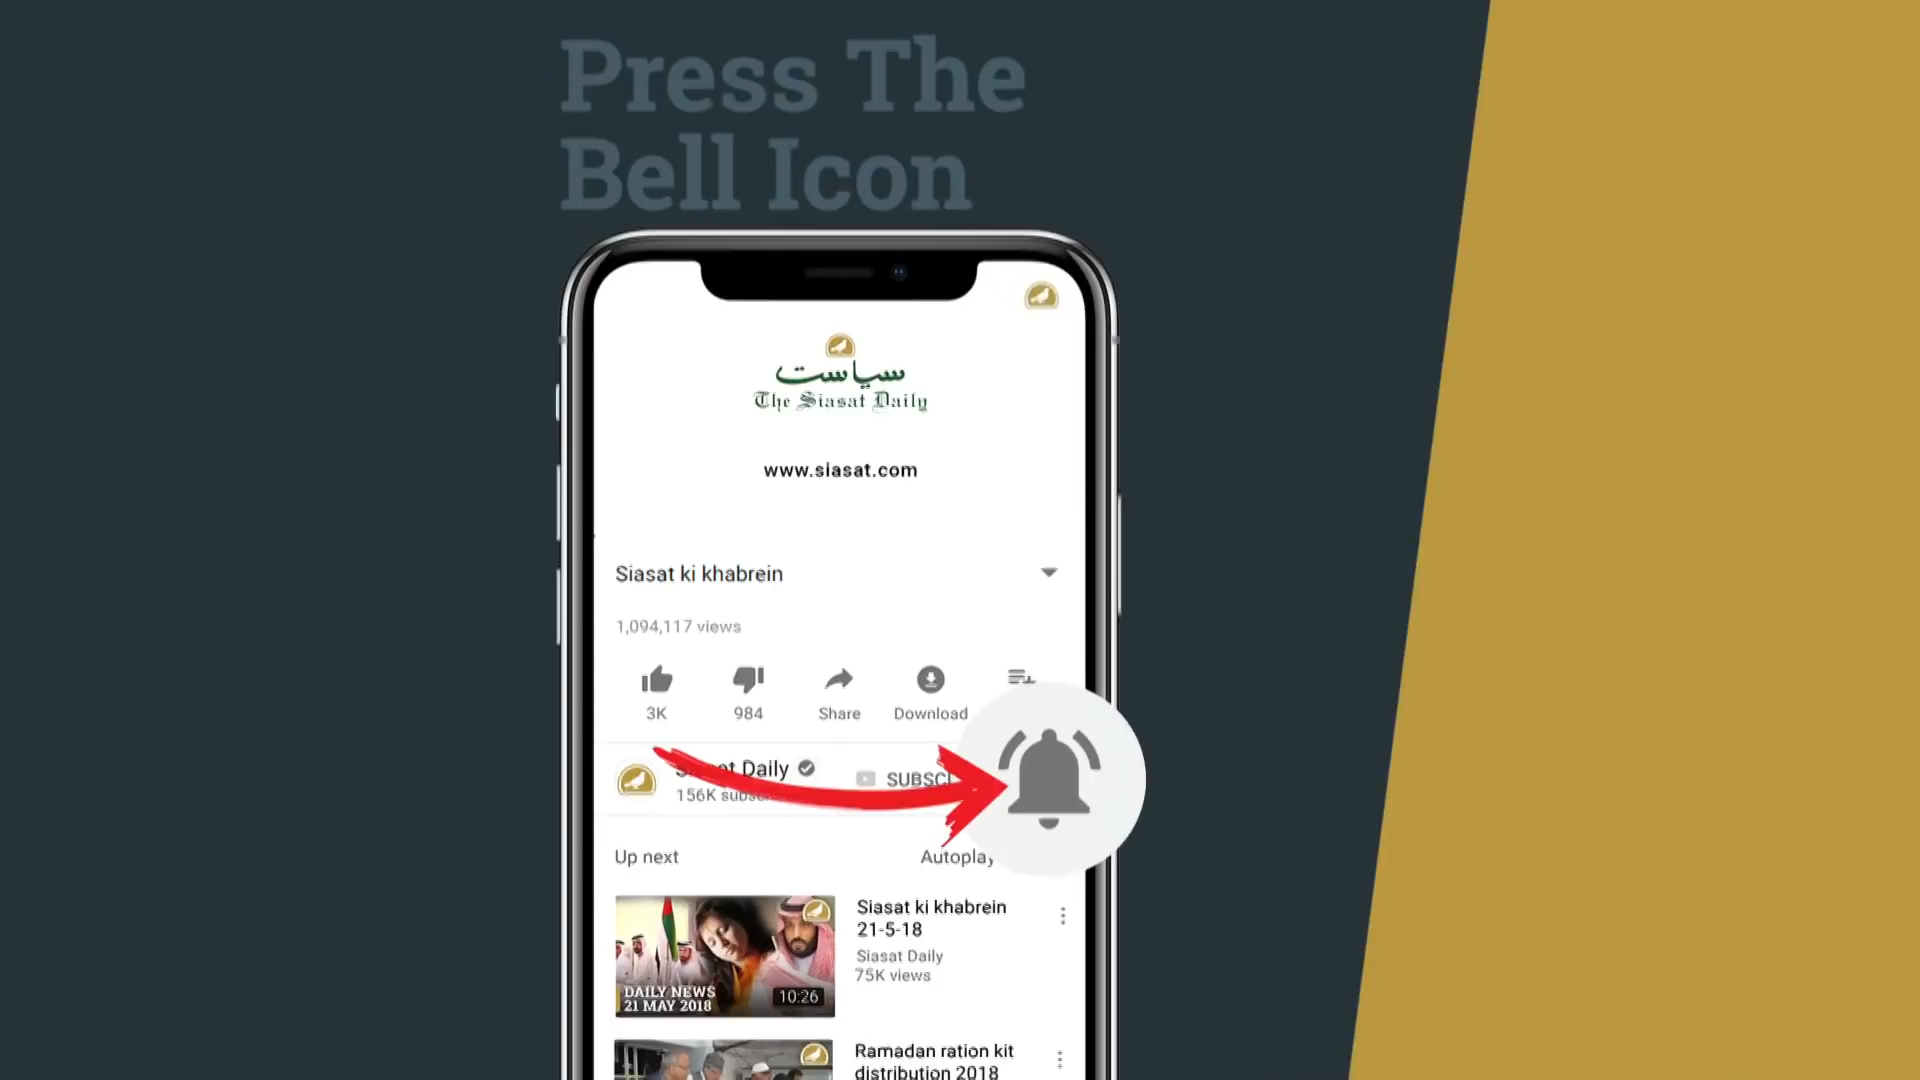 Press The
Bell Icon
سیاست
The Siasat Daily
www.siasat.com
Siasat ki khabrein
1,094,117 views
3K
984
Share
Download
Daily
156K
Up next
Autoplay
Siasat ki khabrein
21-5-18
Siasat Daily
75K views
DAILY NEWS
21 MAY 2018
10:26
Ramadan ration kit
distribution 2018